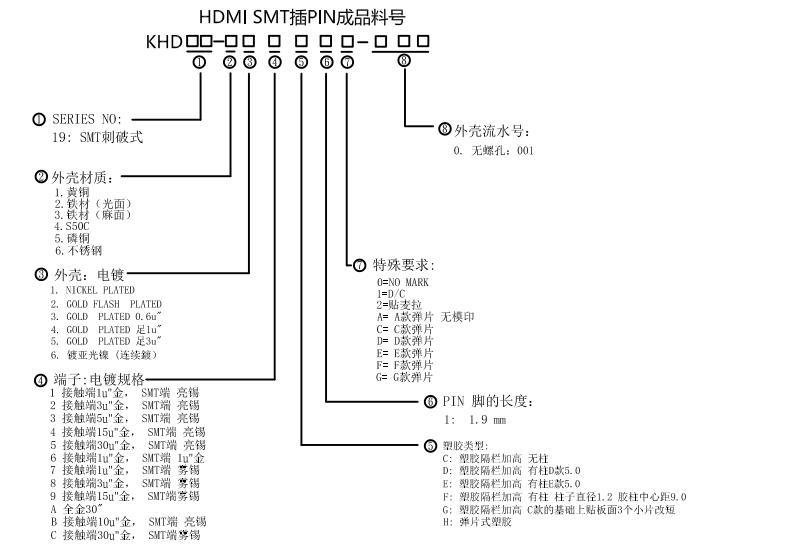 HDMI SMT插PIN成品料号
KHD□□-□□ □ □ □ □-□ □ □
① ② ③ ④ ⑤ ⑥ ⑦ ⑧
① SERIES NO:
19: SMT刺破式
⑧ 外壳流水号:
0. 无螺孔: 001
② 外壳材质:
1. 黄铜
2. 铁材 (光面)
3. 铁材 (麻面)
4. S50C
5. 磷铜
6. 不锈钢
③ 外壳: 电镀
1. NICKEL PLATED
2. GOLD FLASH PLATED
3. GOLD PLATED 0.6u"
4. GOLD PLATED 足1u"
5. GOLD PLATED 足3u"
6. 镀亚光镍 (连续鍍)
⑦ 特殊要求:
0=NO MARK
1=D/C
2=贴麦拉
A= A款弹片 无模印
C= C款弹片
D= D款弹片
E= E款弹片
F= F款弹片
G= G款弹片
④ 端子:电镀规格
1 接触端1u"金, SMT端 亮锡
2 接触端3u"金, SMT端 亮锡
3 接触端5u"金, SMT端 亮锡
4 接触端15u"金, SMT端 亮锡
5 接触端30u"金, SMT端 亮锡
6 接触端1u"金, SMT端 1u"金
7 接触端1u"金, SMT端 雾锡
8 接触端3u"金, SMT端 雾锡
9 接触端15u"金, SMT端雾锡
A 全金30"
B 接触端10u"金, SMT端 亮锡
C 接触端30u"金, SMT端雾锡
⑥ PIN 脚的长度:
1: 1.9 mm
⑤ 塑胶类型:
C: 塑胶隔栏加高 无柱
D: 塑胶隔栏加高 有柱D款5.0
E: 塑胶隔栏加高 有柱E款5.0
F: 塑胶隔栏加高 有柱 柱子直径1.2 胶柱中心距9.0
G: 塑胶隔栏加高 C款的基础上贴板面3个小片改短
H: 弹片式塑胶